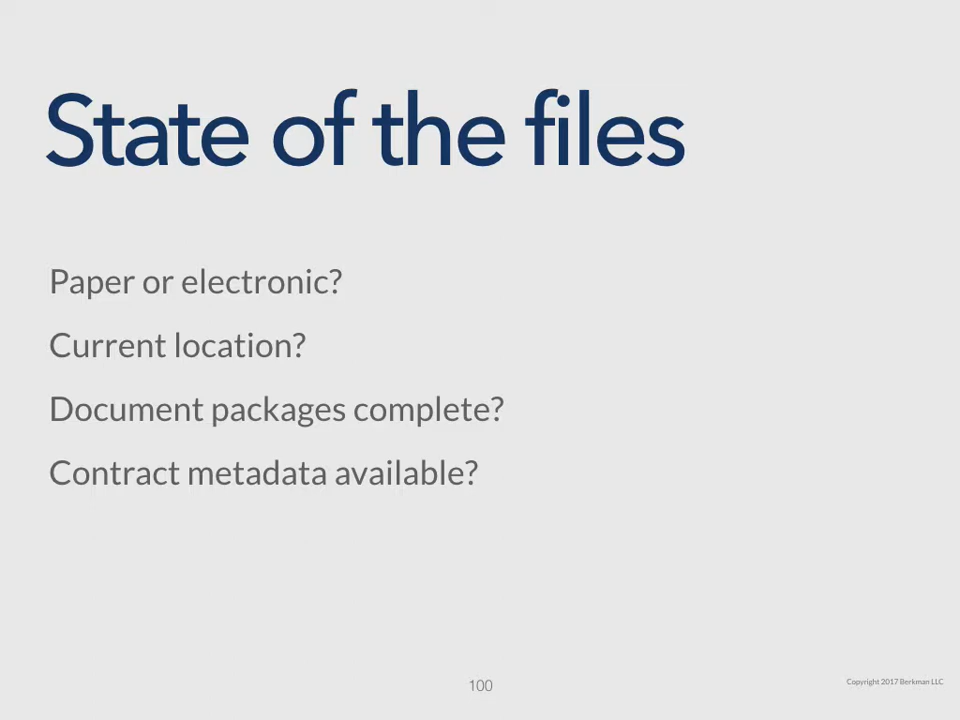 State of the files
Paper or electronic?
Current location?
Document packages complete?
Contract metadata available?
100
Copyright 2017 Berkman LLC